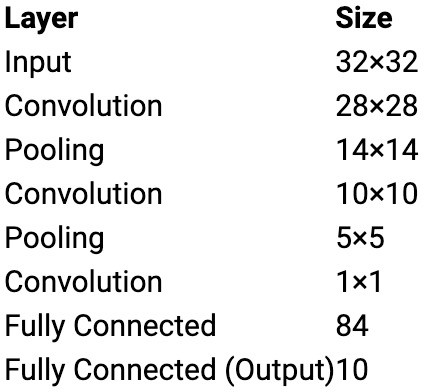 Layer Size
Input 32×32
Convolution 28×28
Pooling 14×14
Convolution 10×10
Pooling 5×5
Convolution 1×1
Fully Connected 84
Fully Connected (Output) 10